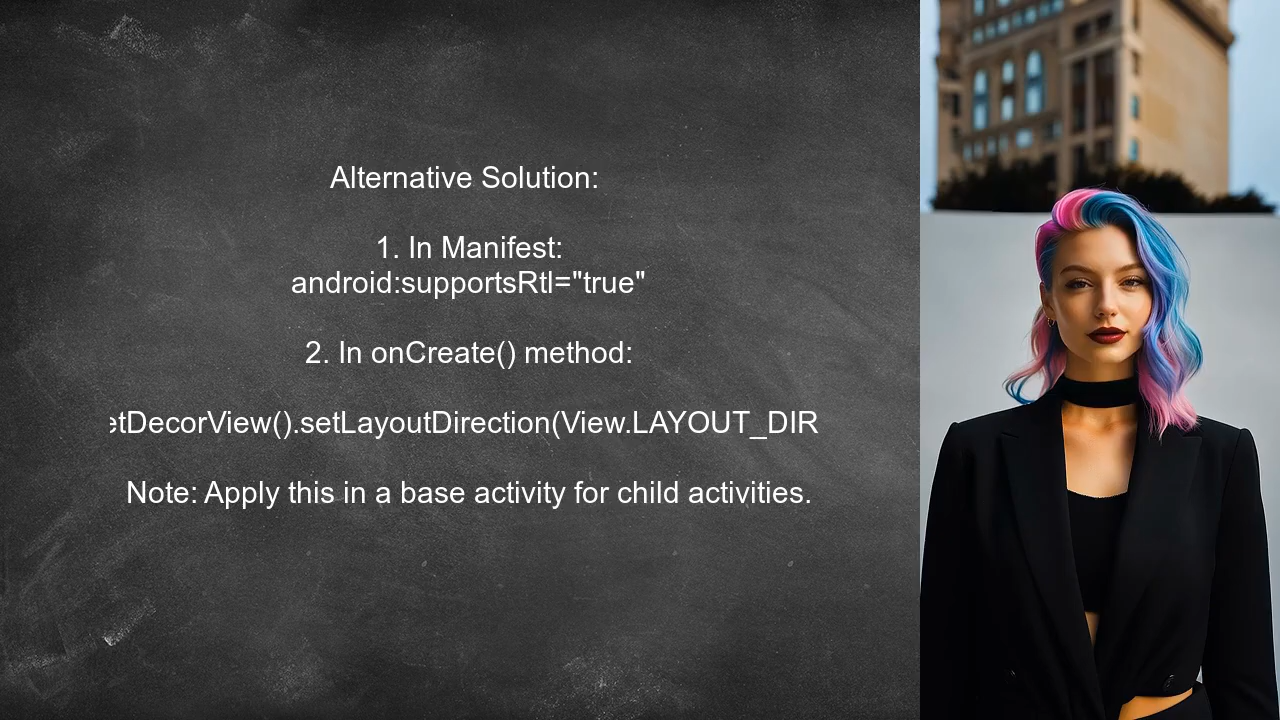 Alternative Solution:
1. In Manifest:
android:supportsRtl="true"
2. In onCreate() method:
etDecorView().setLayoutDirection(View.LAYOUT_DIR
Note: Apply this in a base activity for child activities.